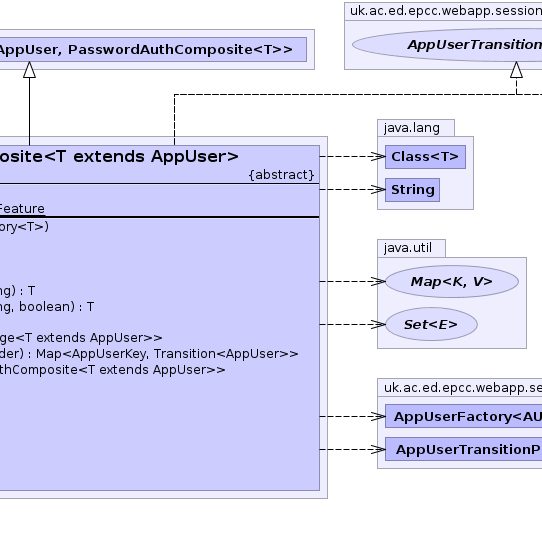 uk.ac.ed.epcc.webapp.session
AppUser, PasswordAuthComposite<T>>
AppUserTransition
java.lang
osite<T extends AppUser>
Class<T>
{abstract}
String
Feature
ory<T>)
java.util
Map<K, V>
ng) : T
ng, boolean) : T
Set<E>
ge<T extends AppUser>>
der) : Map<AppUserKey, Transition<AppUser>>
thComposite<T extends AppUser>>
uk.ac.ed.epcc.webapp.se
AppUserFactory<AU
AppUserTransitionP